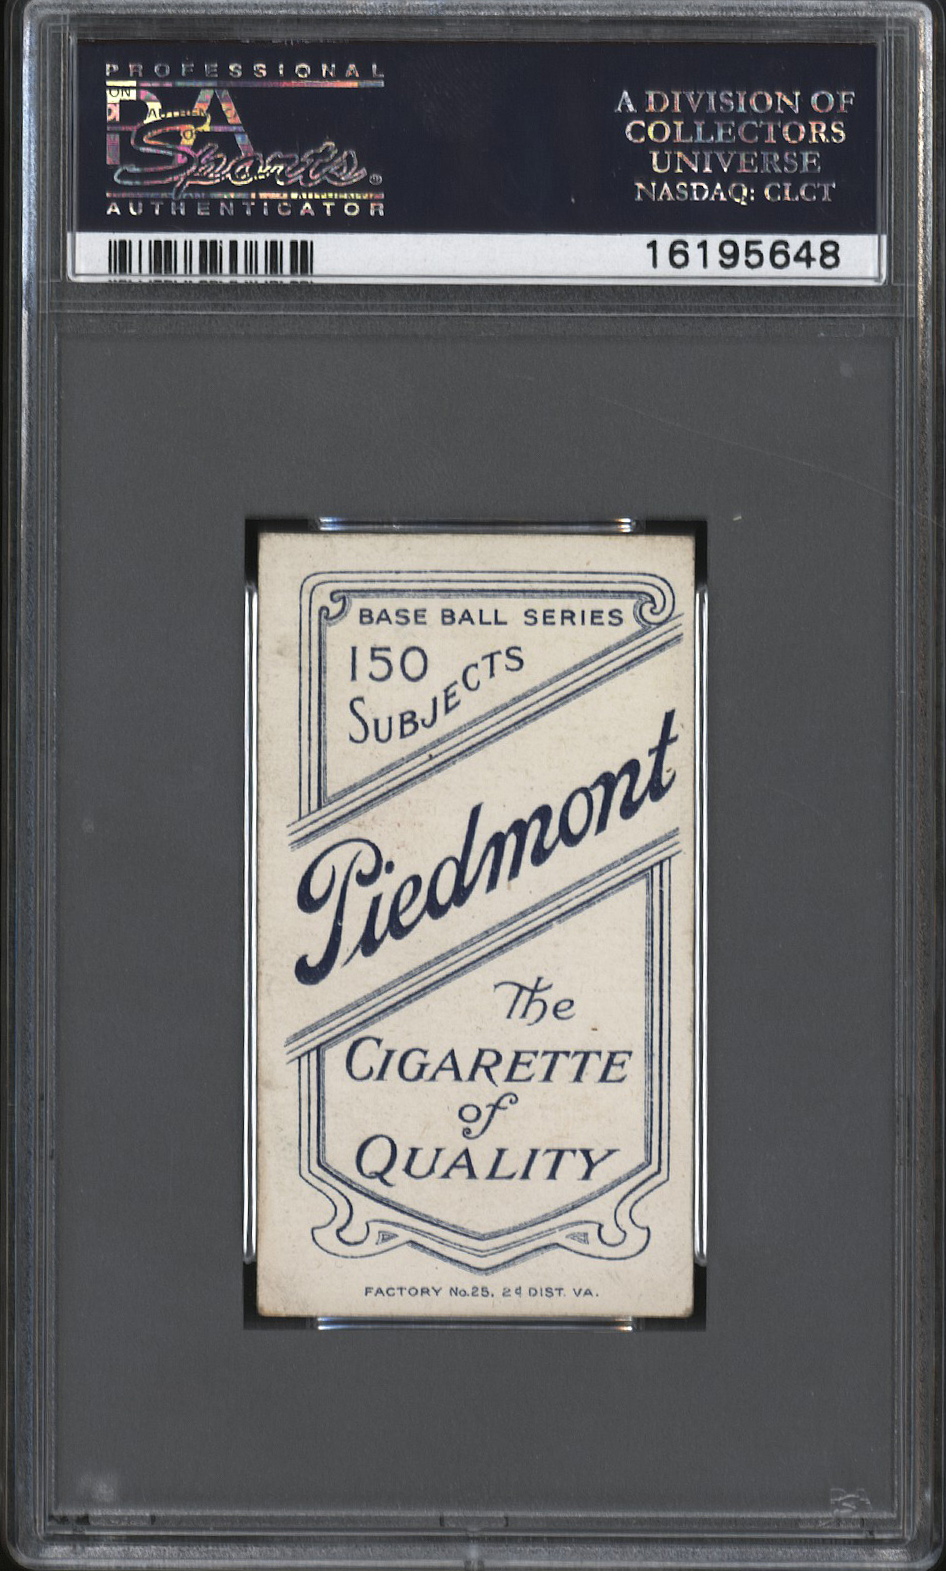 PROFESSIONAL
PSA
Sports®
AUTHENTICATOR
A DIVISION OF
COLLECTORS
UNIVERSE
NASDAQ: CLCT
16195648
BASE BALL SERIES
150
SUBJECTS
Piedmont
The
CIGARETTE
of
QUALITY
FACTORY No. 25, 2d DIST. VA.